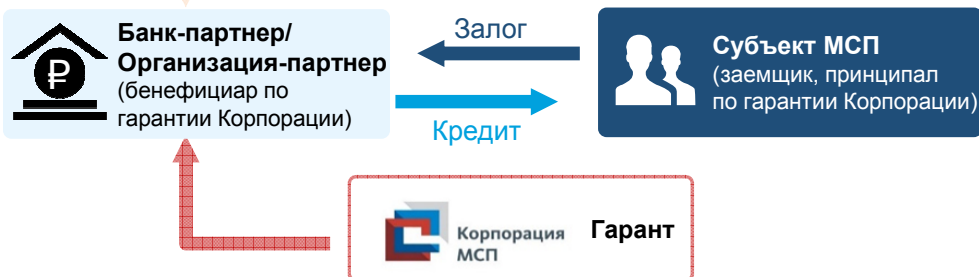 Банк-партнер/
Организация-партнер
(бенефициар по
гарантии Корпорации)
Залог
Кредит
Субъект МСП
(заемщик, принципал
по гарантии Корпорации)
Корпорация
МСП
Гарант